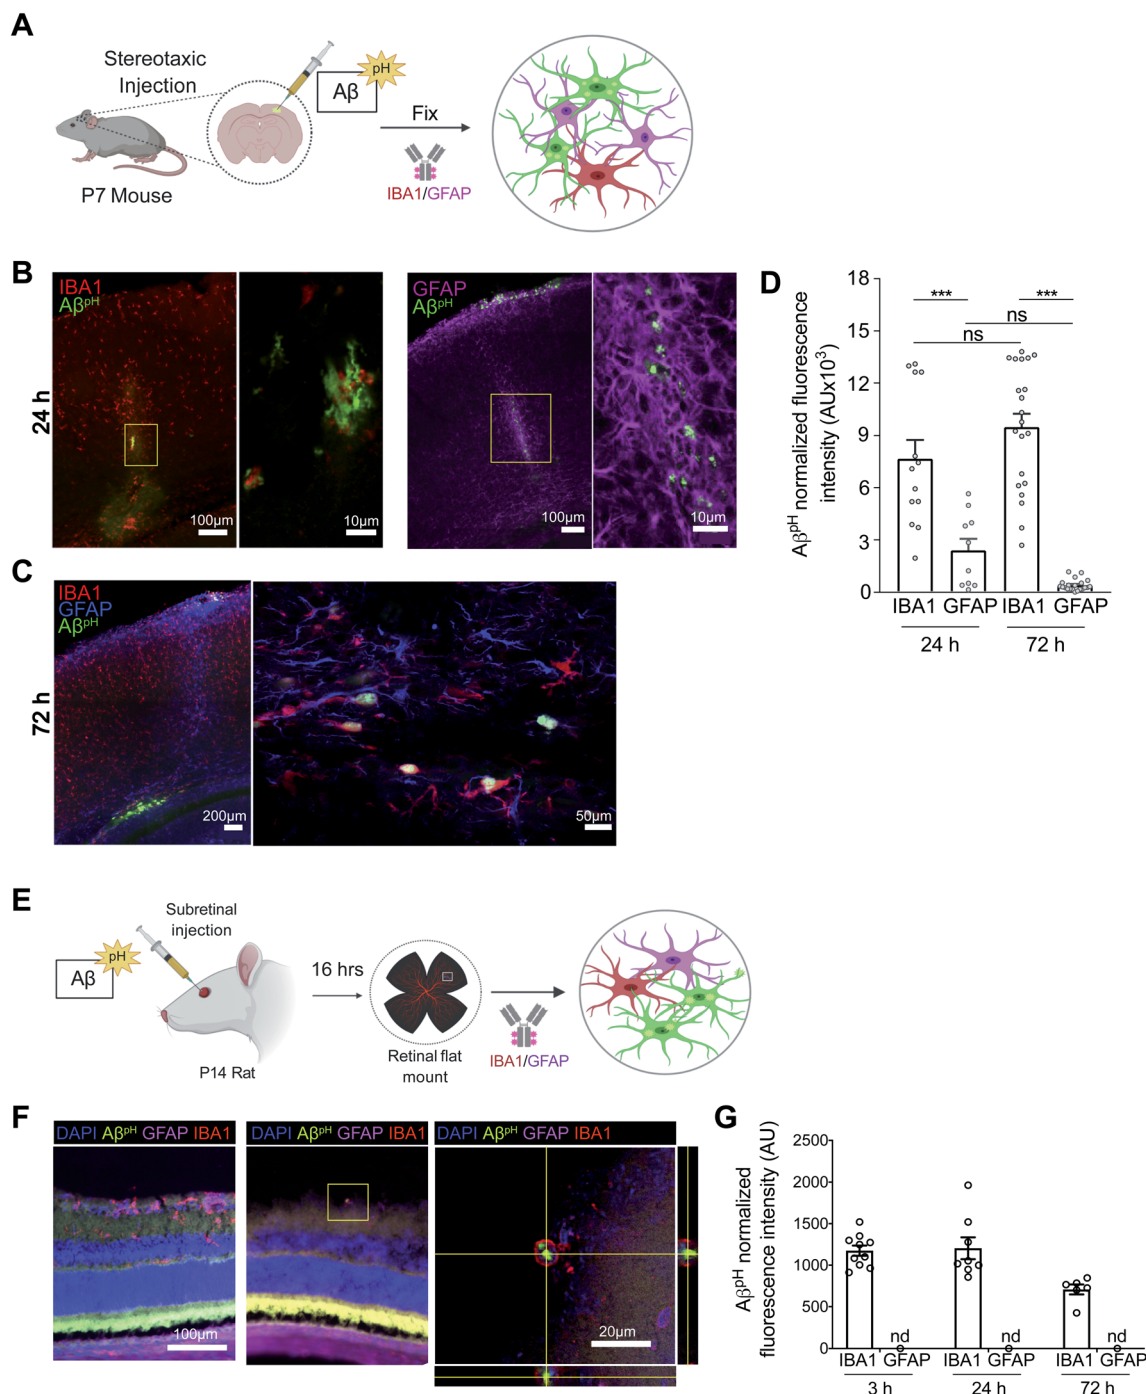 A
Stereotaxic
Injection
pH
Aβ
P7 Mouse
Fix
IBA1/GFAP
B
24 h
IBA1
AβpH
100µm
10µm
GFAP
AβpH
100µm
10µm
C
72 h
IBA1
GFAP
AβpH
200µm
50µm
D
AβpH normalized fluorescence
intensity (AUx10³)
18
15
12
9
6
3
0
***
***
ns
ns
IBA1 GFAP IBA1 GFAP
24 h 72 h
E
Subretinal
injection
pH
Aβ
P14 Rat
16 hrs
Retinal flat
mount
IBA1/GFAP
F
DAPI AβpH GFAP IBA1
100µm
DAPI AβpH GFAP IBA1
DAPI AβpH GFAP IBA1
20µm
G
AβpH normalized
fluorescence intensity (AU)
2500
2000
1500
1000
500
0
nd nd nd
IBA1 GFAP IBA1 GFAP IBA1 GFAP
3 h 24 h 72 h